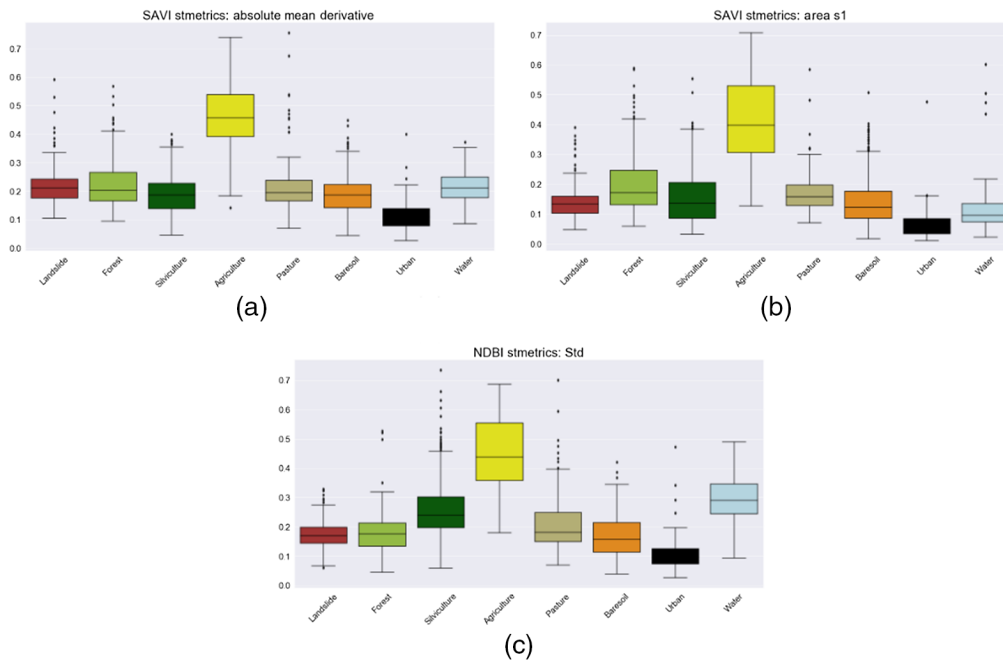 SAVI stmetrics: absolute mean derivative
0.7
0.6
0.5
0.4
0.3
0.2
0.1
0.0
Landslide Forest Silviculture Agriculture Pasture Baresoil Urban Water
(a)
SAVI stmetrics: area s1
0.7
0.6
0.5
0.4
0.3
0.2
0.1
0.0
Landslide Forest Silviculture Agriculture Pasture Baresoil Urban Water
(b)
NDBI stmetrics: Std
0.7
0.6
0.5
0.4
0.3
0.2
0.1
0.0
Landslide Forest Silviculture Agriculture Pasture Baresoil Urban Water
(c)